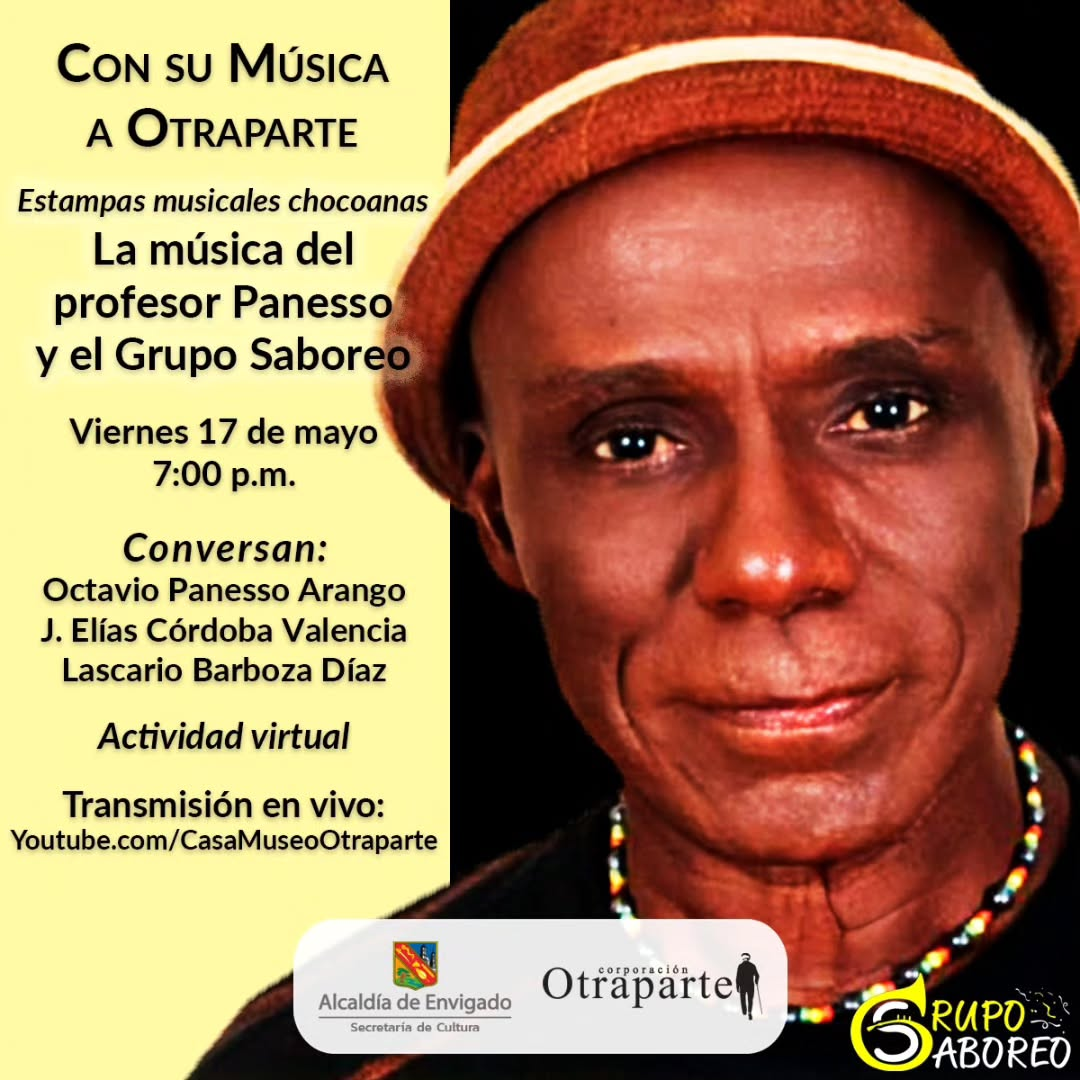 Con su Música
a Otraparte
Estampas musicales chocoanas
La música del
profesor Panesso
y el Grupo Saboreo
Viernes 17 de mayo
7:00 p.m.
Conversan:
Octavio Panesso Arango
J. Elías Córdoba Valencia
Lascario Barboza Díaz
Actividad virtual
Transmisión en vivo:
Youtube.com/CasaMuseoOtraparte
Alcaldía de Envigado
Secretaría de Cultura
corporación
Otraparte
GRUPO
SABOREO